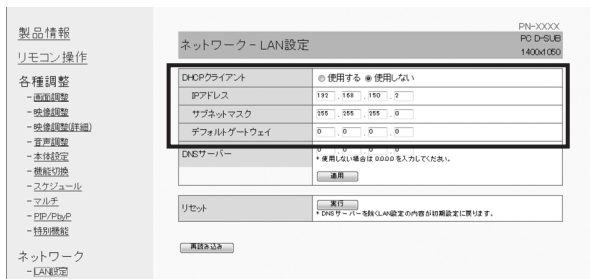 PN-XXXX
製品情報
リモコン操作
各種調整
-画面調整
-映像調整
-映像調整(詳細)
-音声調整
-本体設定
-機能切換
-スケジュール
-マルチ
-PIP/PbyP
-特別機能
ネットワーク
-LAN設定
ネットワーク - LAN設定
PC D-SUB
1400x1050
DHCPクライアント ◎使用する ◉使用しない
IPアドレス 192 . 168 . 150 . 2
サブネットマスク 255 . 255 . 255 . 0
デフォルトゲートウェイ 0 . 0 . 0 . 0
DNSサーバー 0 . 0 . 0 . 0
* 使用しない場合は 0.0.0.0 を入力してください。
適用
リセット 実行
* DNSサーバーを除くLAN設定の内容が初期設定に戻ります。
再読み込み